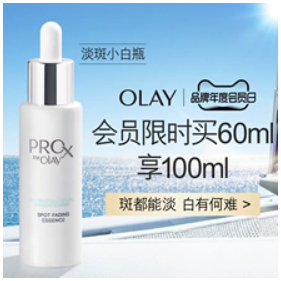 淡斑小白瓶
OLAY
品牌年度会员日
会员限时买60ml
享100ml
斑都能淡 白有何难 >
PROX
by OLAY
SPOT FADING
ESSENCE